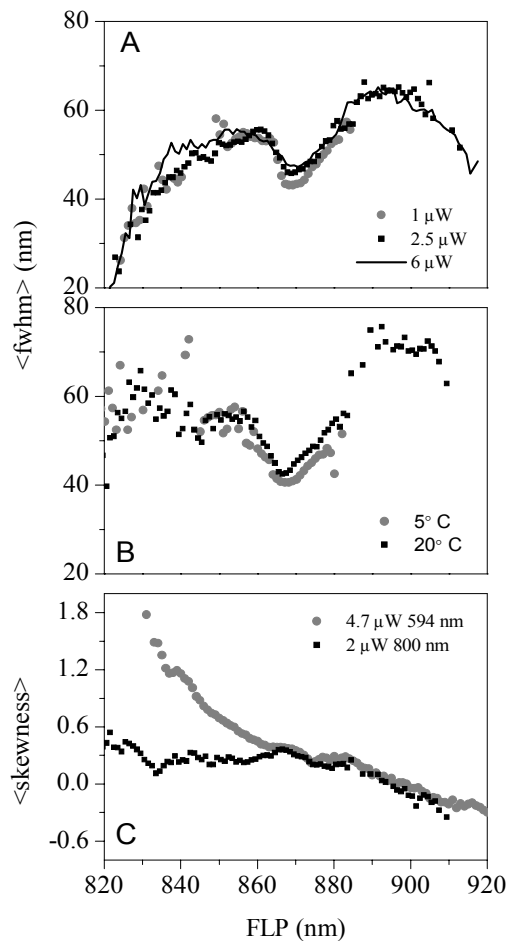 80
A
60
40
1 μW
2.5 μW
6 μW
20
<fwhm> (nm)
80
60
40
5° C
20° C
B
20
1.8
4.7 μW 594 nm
2 μW 800 nm
1.2
0.6
0.0
-0.6
<skewness>
C
820 840 860 880 900 920
FLP (nm)